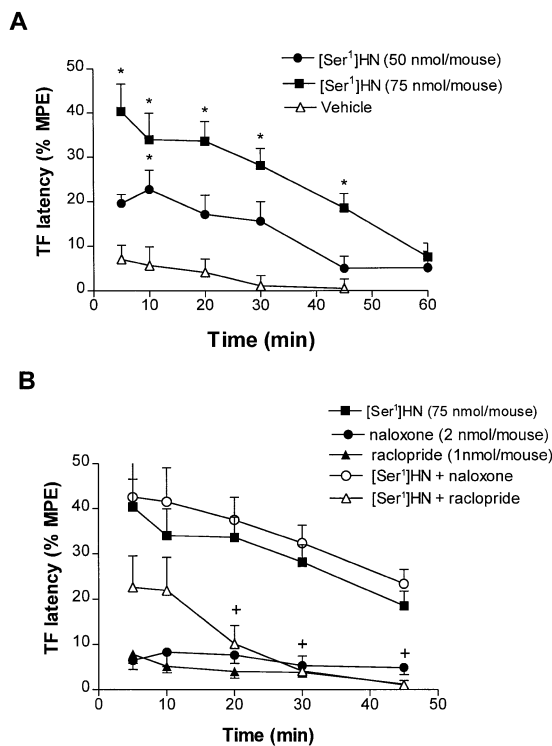 A
[Ser¹]HN (50 nmol/mouse)
[Ser¹]HN (75 nmol/mouse)
Vehicle
TF latency (% MPE)
50
40
30
20
10
0
* * * * *
*
0 10 20 30 40 50 60
Time (min)
B
[Ser¹]HN (75 nmol/mouse)
naloxone (2 nmol/mouse)
raclopride (1nmol/mouse)
[Ser¹]HN + naloxone
[Ser¹]HN + raclopride
TF latency (% MPE)
50
40
30
20
10
0
+ + +
0 10 20 30 40 50
Time (min)